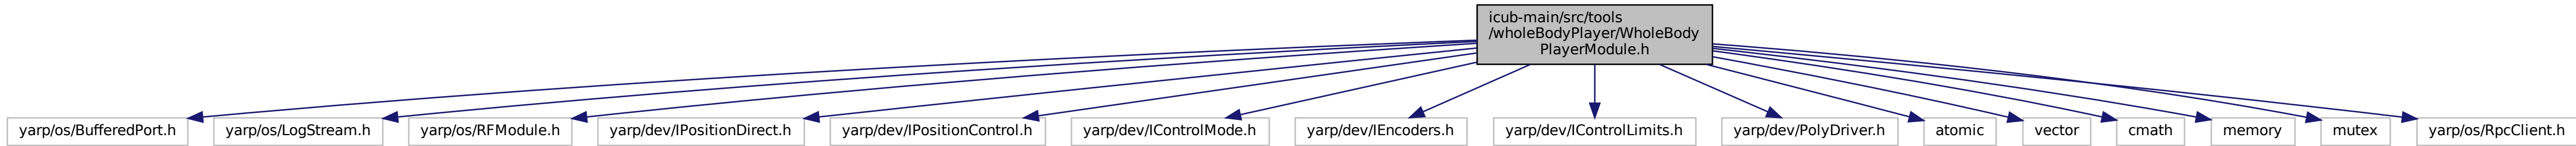 icub-main/src/tools
/wholeBodyPlayer/WholeBody
PlayerModule.h
yarp/os/BufferedPort.h
yarp/os/LogStream.h
yarp/os/RFModule.h
yarp/dev/IPositionDirect.h
yarp/dev/IPositionControl.h
yarp/dev/IControlMode.h
yarp/dev/IEncoders.h
yarp/dev/IControlLimits.h
yarp/dev/PolyDriver.h
atomic
vector
cmath
memory
mutex
yarp/os/RpcClient.h